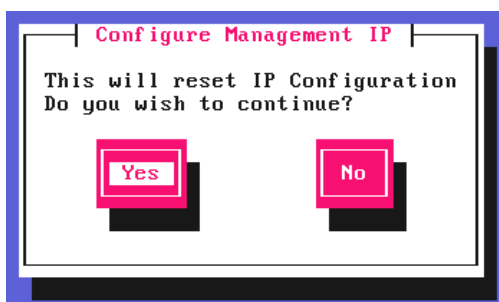 Configure Management IP
This will reset IP Configuration
Do you wish to continue?
Yes
No